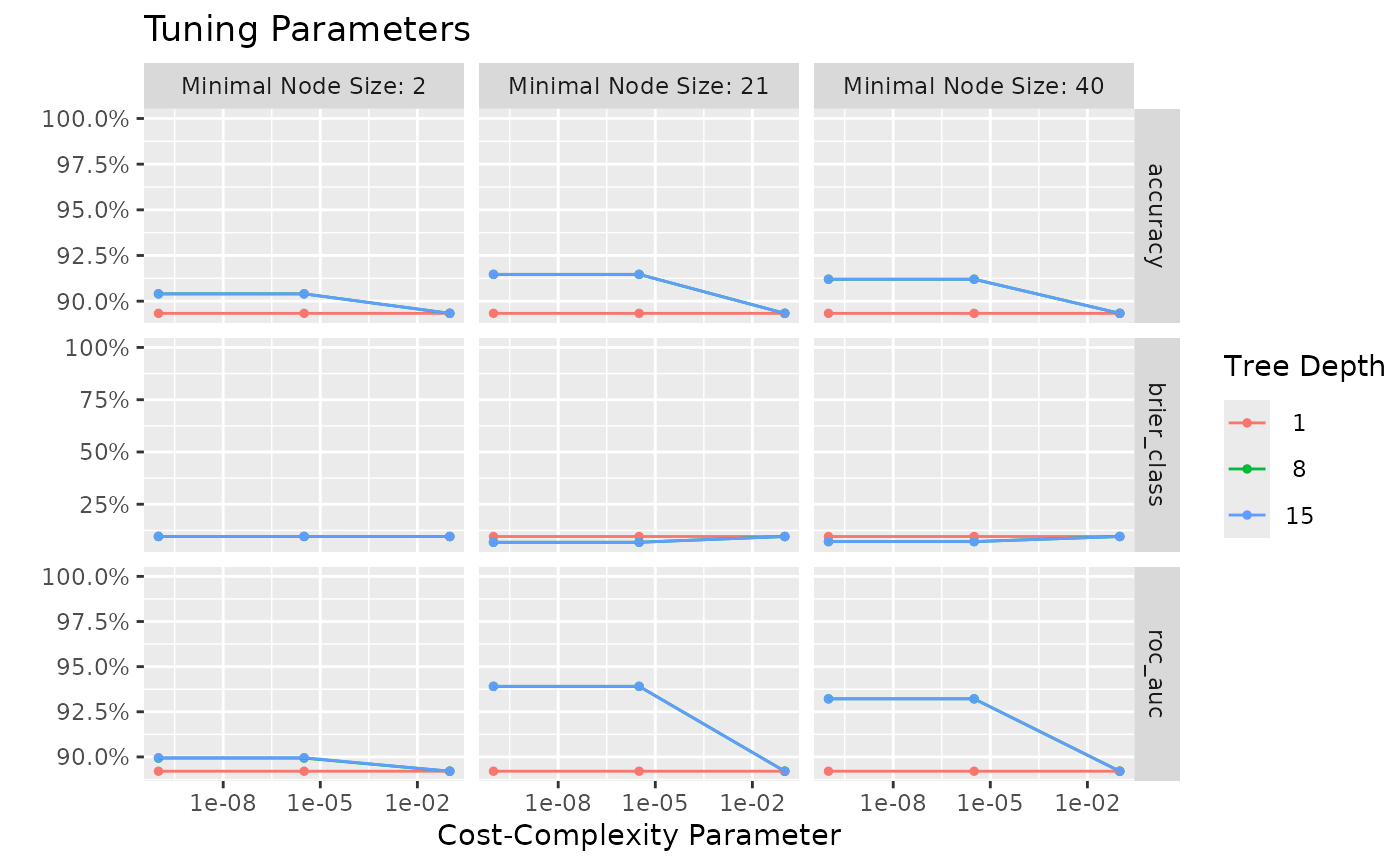 Tuning Parameters
Minimal Node Size: 2
Minimal Node Size: 21
Minimal Node Size: 40
100.0%
97.5%
95.0%
92.5%
90.0%
accuracy
100%
75%
50%
25%
brier_class
100.0%
97.5%
95.0%
92.5%
90.0%
roc_auc
1e-08 1e-05 1e-02
1e-08 1e-05 1e-02
1e-08 1e-05 1e-02
Cost-Complexity Parameter
Tree Depth
1
8
15